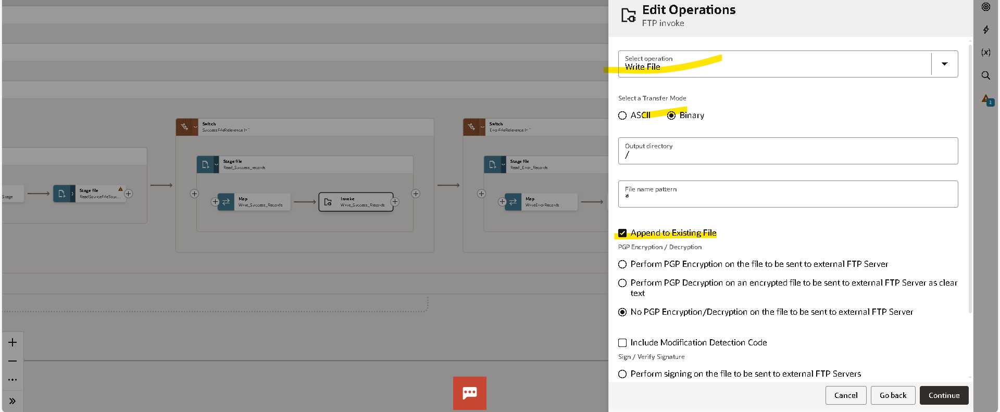 Edit Operations
FTP invoke
Select operation
Write File
Select a Transfer Mode
ASCII
Binary
Output directory
/
File name pattern
*
Append to Existing File
PGP Encryption / Decryption
Perform PGP Encryption on the file to be sent to external FTP Server
Perform PGP Decryption on an encrypted file to be sent to external FTP Server as clear
text
No PGP Encryption/Decryption on the file to be sent to external FTP Server
Include Modification Detection Code
Sign / Verify Signature
Perform signing on the file to be sent to external FTP Servers
Cancel
Go back
Continue
(x)
2
Switch
Switch
Stage file
Read_Success_records
Stage file
Read_Error_Records
Stage
Stage file
Map
Write_Success_Records
Invoke
Write_Success_Records
Map
WriteErrorRecords